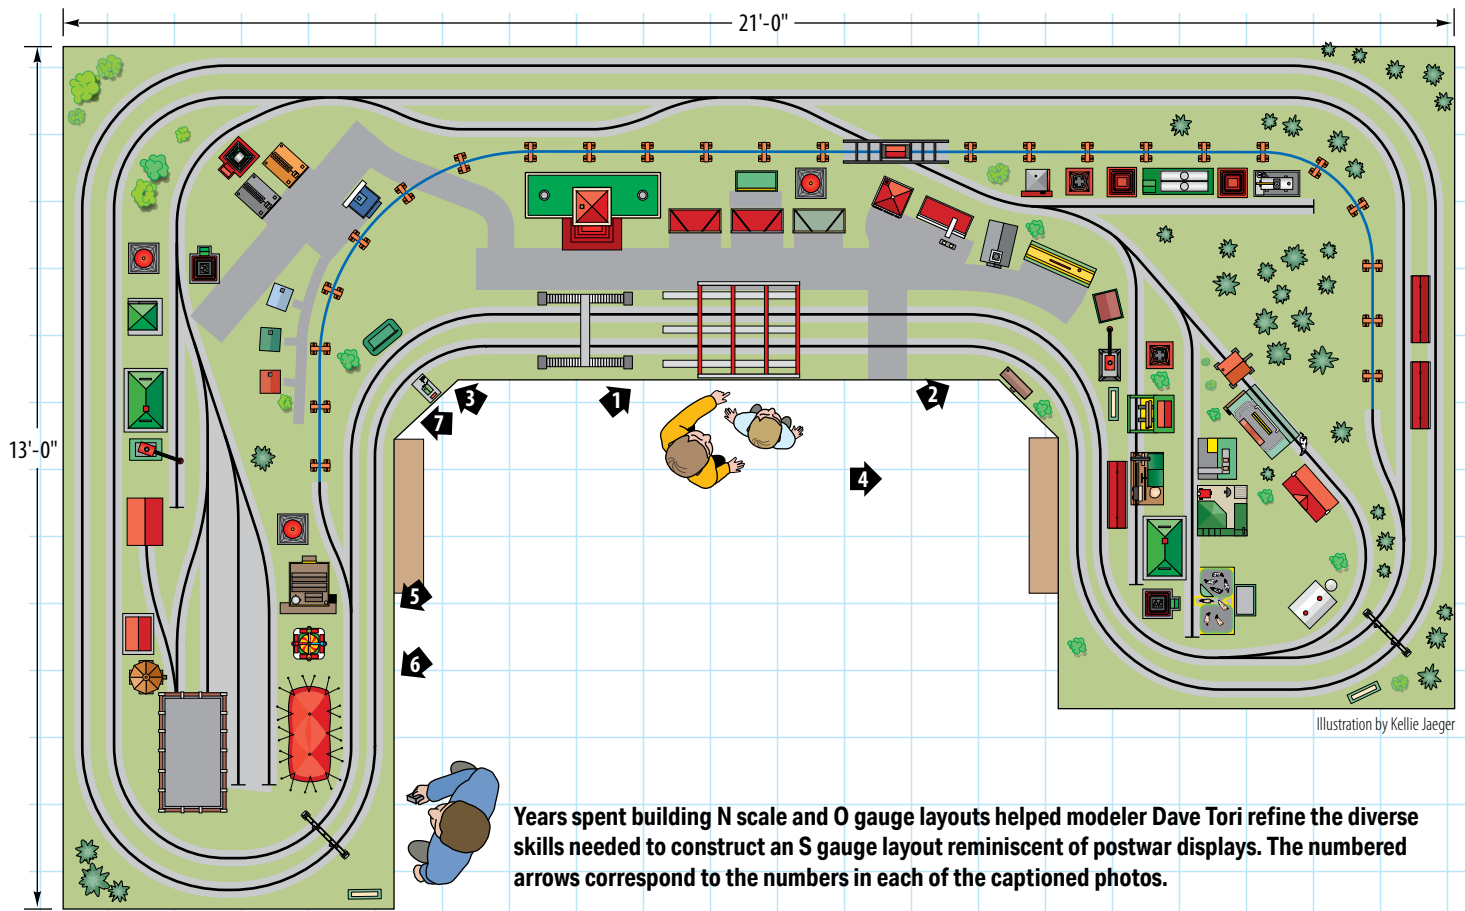 21'-0"
13'-0"
3
1
2
7
4
5
6
Illustration by Kellie Jaeger
Years spent building N scale and O gauge layouts helped modeler Dave Tori refine the diverse
skills needed to construct an S gauge layout reminiscent of postwar displays. The numbered
arrows correspond to the numbers in each of the captioned photos.